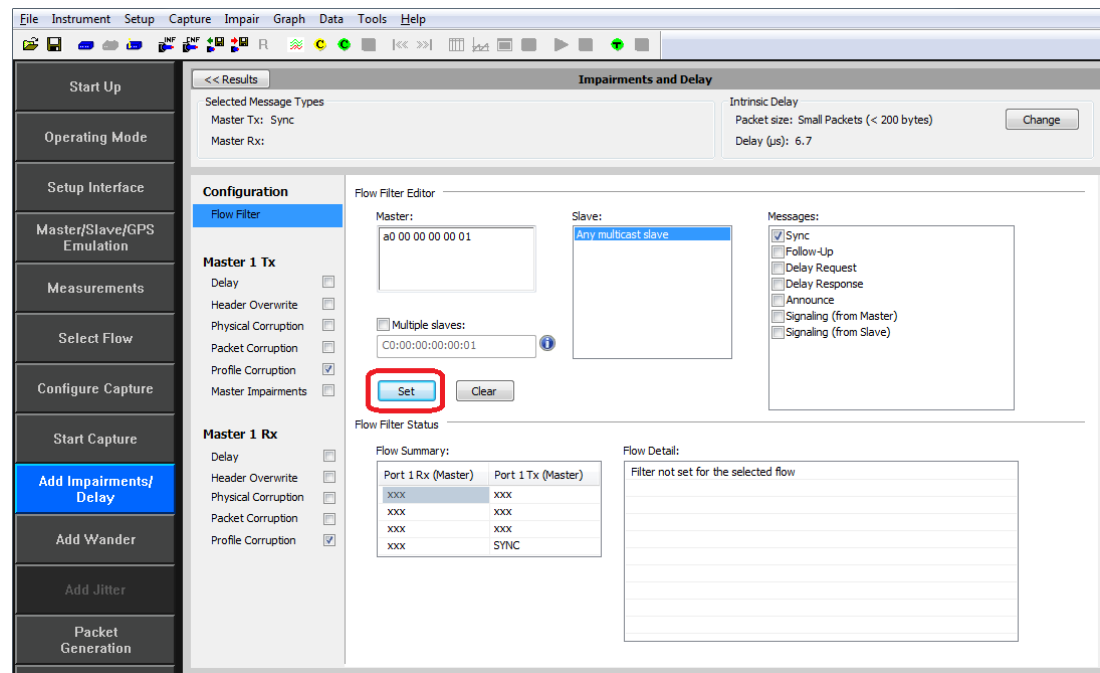 File Instrument Setup Capture Impair Graph Data Tools Help
INF INF R C C T
Start Up
Operating Mode
Setup Interface
Master/Slave/GPS
Emulation
Measurements
Select Flow
Configure Capture
Start Capture
Add Impairments/
Delay
Add Wander
Add Jitter
Packet
Generation
<< Results
Impairments and Delay
Selected Message Types
Master Tx: Sync
Master Rx:
Intrinsic Delay
Packet size: Small Packets (< 200 bytes)
Change
Delay (µs): 6.7
Configuration
Flow Filter
Master 1 Tx
Delay
Header Overwrite
Physical Corruption
Packet Corruption
Profile Corruption
Master Impairments
Master 1 Rx
Delay
Header Overwrite
Physical Corruption
Packet Corruption
Profile Corruption
Flow Filter Editor
Master:
a0 00 00 00 00 01
Multiple slaves:
C0:00:00:00:00:01
Slave:
Any multicast slave
Messages:
Sync
Follow-Up
Delay Request
Delay Response
Announce
Signaling (from Master)
Signaling (from Slave)
Set
Clear
Flow Filter Status
Flow Summary:
Port 1 Rx (Master) Port 1 Tx (Master)
xxx xxx
xxx xxx
xxx xxx
xxx SYNC
Flow Detail:
Filter not set for the selected flow